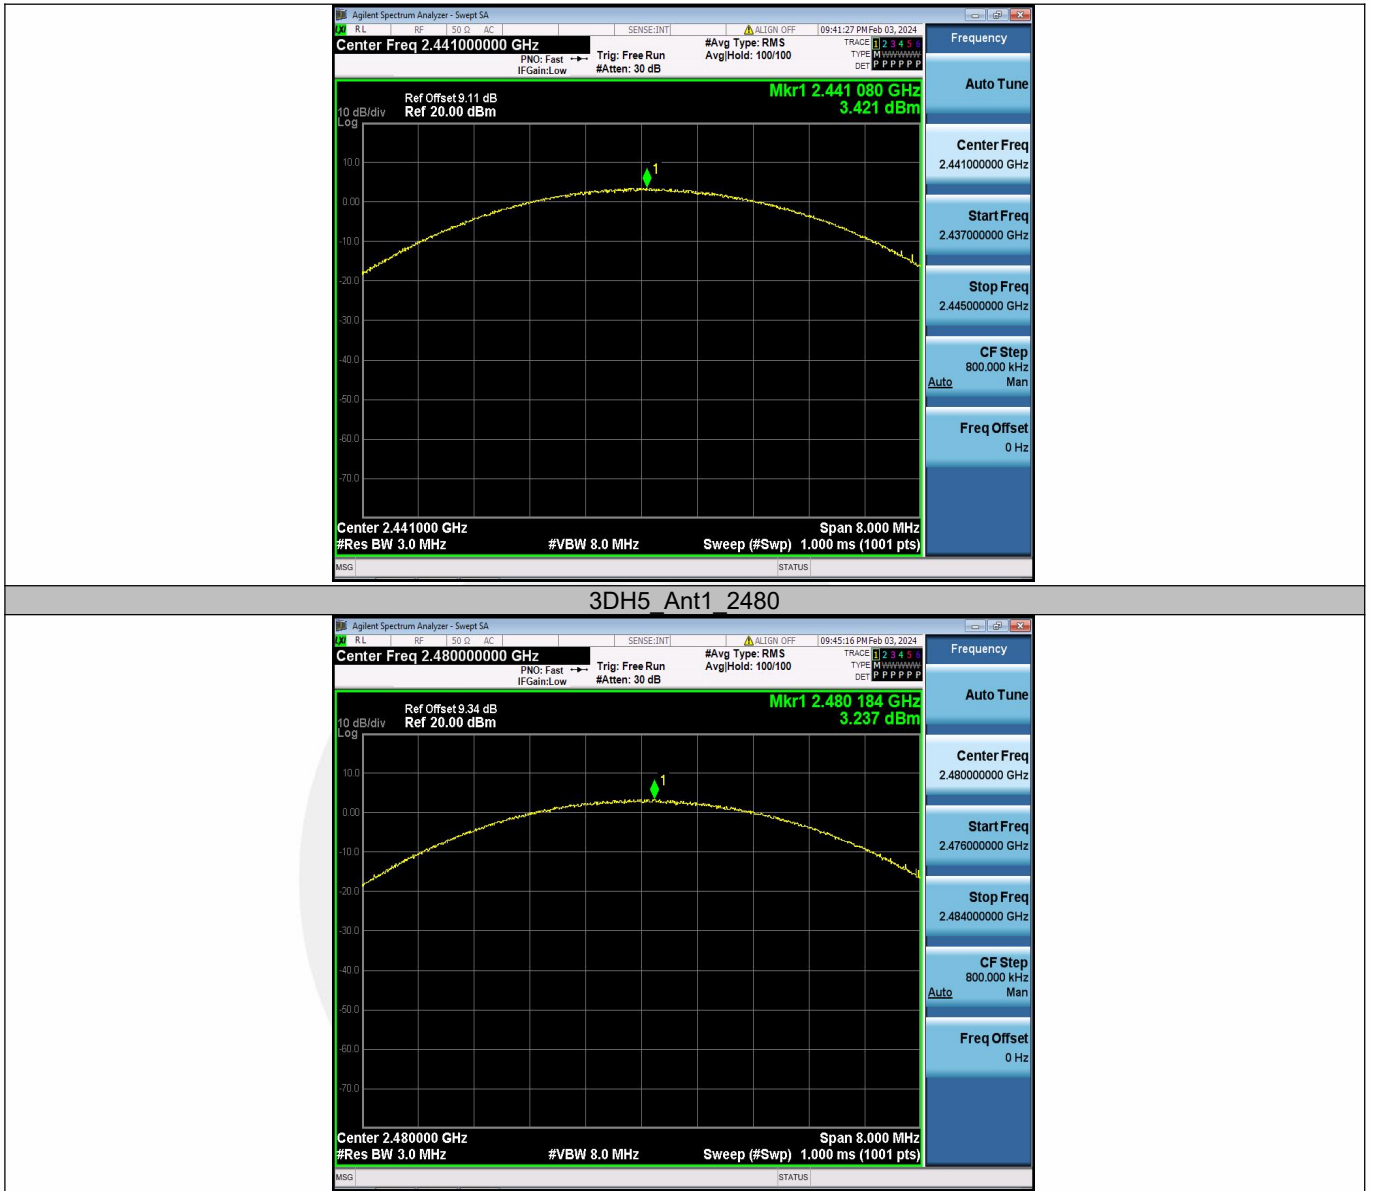 Agilent Spectrum Analyzer - Swept SA
LXI RL RF 50 Ω AC SENSE:INT ALIGN OFF 09:41:27 PM Feb 03, 2024
Center Freq 2.441000000 GHz
PNO: Fast
IFGain:Low
Trig: Free Run
#Atten: 30 dB
#Avg Type: RMS
Avg|Hold: 100/100
TRACE 1 2 3 4 5 6
TYPE M WWWWW
DET P P P P P P
Mkr1 2.441 080 GHz
3.421 dBm
Ref Offset 9.11 dB
10 dB/div Ref 20.00 dBm
Log
10.0
0.00
-10.0
-20.0
-30.0
-40.0
-50.0
-60.0
-70.0
Center 2.441000 GHz Span 8.000 MHz
#Res BW 3.0 MHz #VBW 8.0 MHz Sweep (#Swp) 1.000 ms (1001 pts)
MSG STATUS
Frequency
Auto Tune
Center Freq
2.441000000 GHz
Start Freq
2.437000000 GHz
Stop Freq
2.445000000 GHz
CF Step
800.000 kHz
Auto Man
Freq Offset
0 Hz
1
3DH5_Ant1_2480
Agilent Spectrum Analyzer - Swept SA
LXI RL RF 50 Ω AC SENSE:INT ALIGN OFF 09:45:16 PM Feb 03, 2024
Center Freq 2.480000000 GHz
PNO: Fast
IFGain:Low
Trig: Free Run
#Atten: 30 dB
#Avg Type: RMS
Avg|Hold: 100/100
TRACE 1 2 3 4 5 6
TYPE M WWWWW
DET P P P P P P
Mkr1 2.480 184 GHz
3.237 dBm
Ref Offset 9.34 dB
10 dB/div Ref 20.00 dBm
Log
10.0
0.00
-10.0
-20.0
-30.0
-40.0
-50.0
-60.0
-70.0
Center 2.480000 GHz Span 8.000 MHz
#Res BW 3.0 MHz #VBW 8.0 MHz Sweep (#Swp) 1.000 ms (1001 pts)
MSG STATUS
Frequency
Auto Tune
Center Freq
2.480000000 GHz
Start Freq
2.476000000 GHz
Stop Freq
2.484000000 GHz
CF Step
800.000 kHz
Auto Man
Freq Offset
0 Hz
1